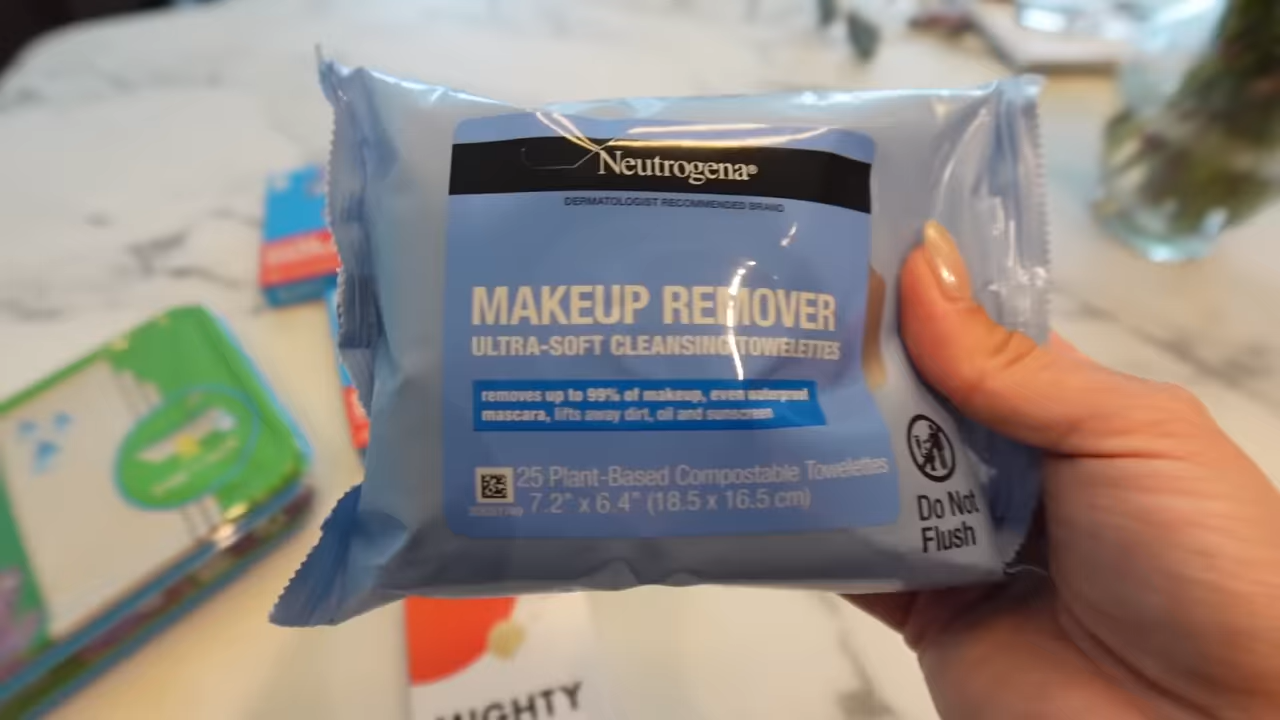 Neutrogena®
DERMATOLOGIST RECOMMENDED BRAND
MAKEUP REMOVER
ULTRA-SOFT CLEANSING TOWELETTES
removes up to 99% of makeup, even
mascara, lifts away dirt, oil and sunscreen
25 Plant-Based Compostable Towelettes
7.2" x 6.4" (18.5 x 16.5 cm)
Do Not
Flush
MIGHTY